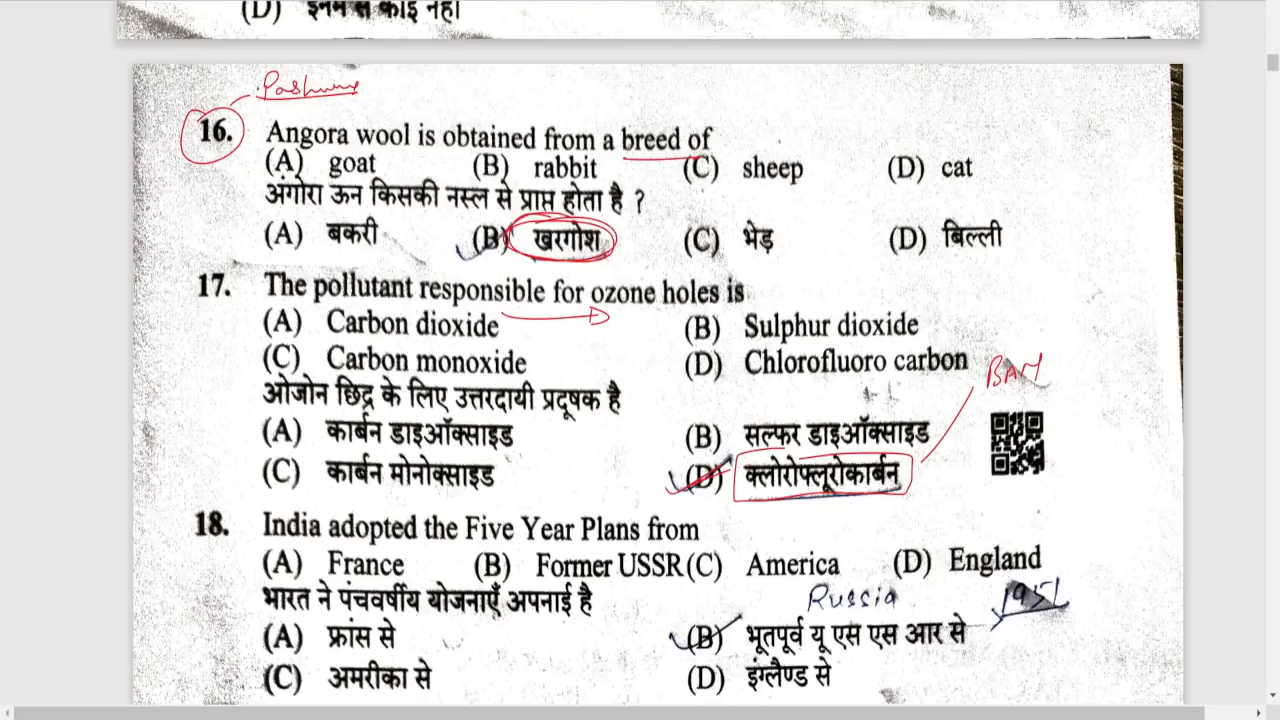 (D) इनमें से कोई नहीं
Pashmina
16. Angora wool is obtained from a breed of
(A) goat (B) rabbit (C) sheep (D) cat
अंगोरा ऊन किसकी नस्ल से प्राप्त होता है ?
(A) बकरी (B) खरगोश (C) भेड़ (D) बिल्ली
17. The pollutant responsible for ozone holes is
(A) Carbon dioxide (B) Sulphur dioxide
(C) Carbon monoxide (D) Chlorofluoro carbon
BAN
ओजोन छिद्र के लिए उत्तरदायी प्रदूषक है
(A) कार्बन डाइऑक्साइड (B) सल्फर डाइऑक्साइड
(C) कार्बन मोनोक्साइड (D) क्लोरोफ्लूरोकार्बन
18. India adopted the Five Year Plans from
(A) France (B) Former USSR (C) America (D) England
भारत ने पंचवर्षीय योजनाएँ अपनाई है
Russia 1951
(A) फ्रांस से (B) भूतपूर्व यू एस एस आर से
(C) अमरीका से (D) इंग्लैण्ड से